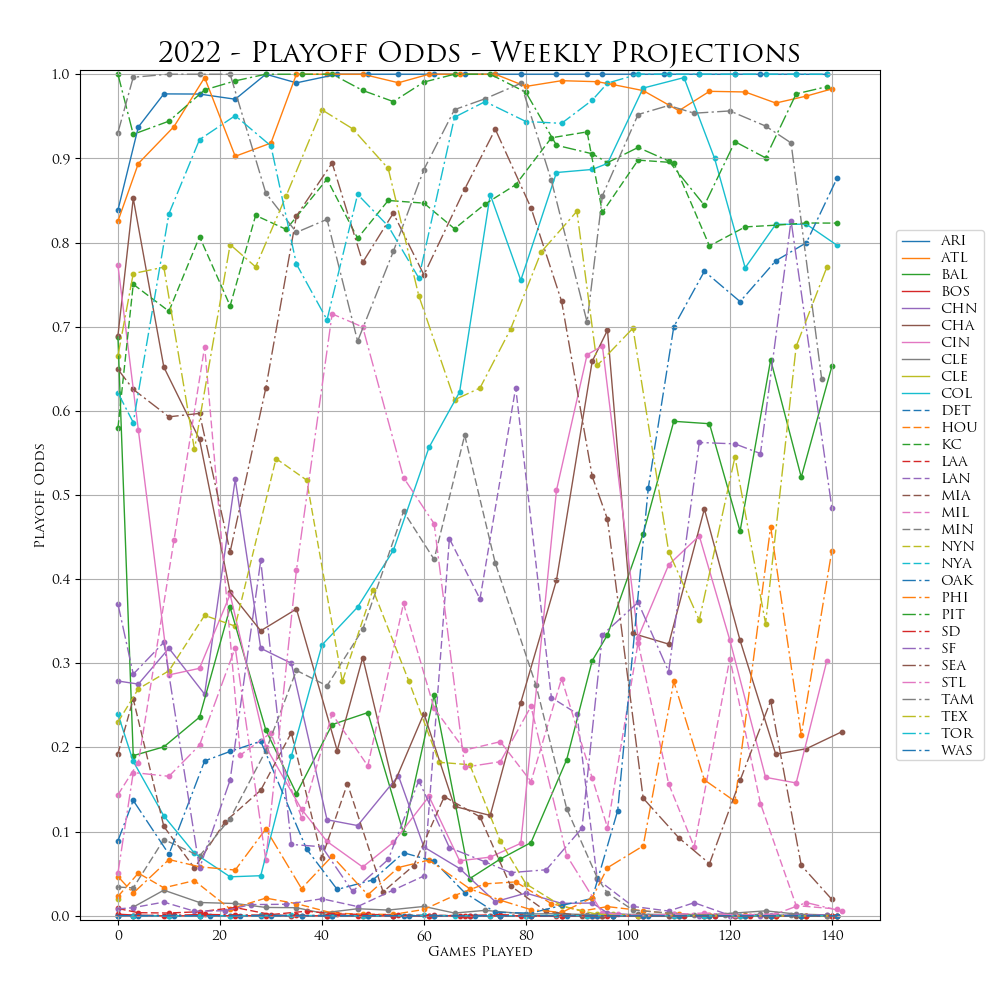 2022 - Playoff Odds - Weekly Projections
1.0
0.9
0.8
0.7
0.6
0.5
0.4
0.3
0.2
0.1
0.0
Playoff Odds
0 20 40 60 80 100 120 140
Games Played
ARI
ATL
BAL
BOS
CHN
CHA
CIN
CLE
CLE
COL
DET
HOU
KC
LAA
LAN
MIA
MIL
MIN
NYN
NYA
OAK
PHI
PIT
SD
SF
SEA
STL
TAM
TEX
TOR
WAS